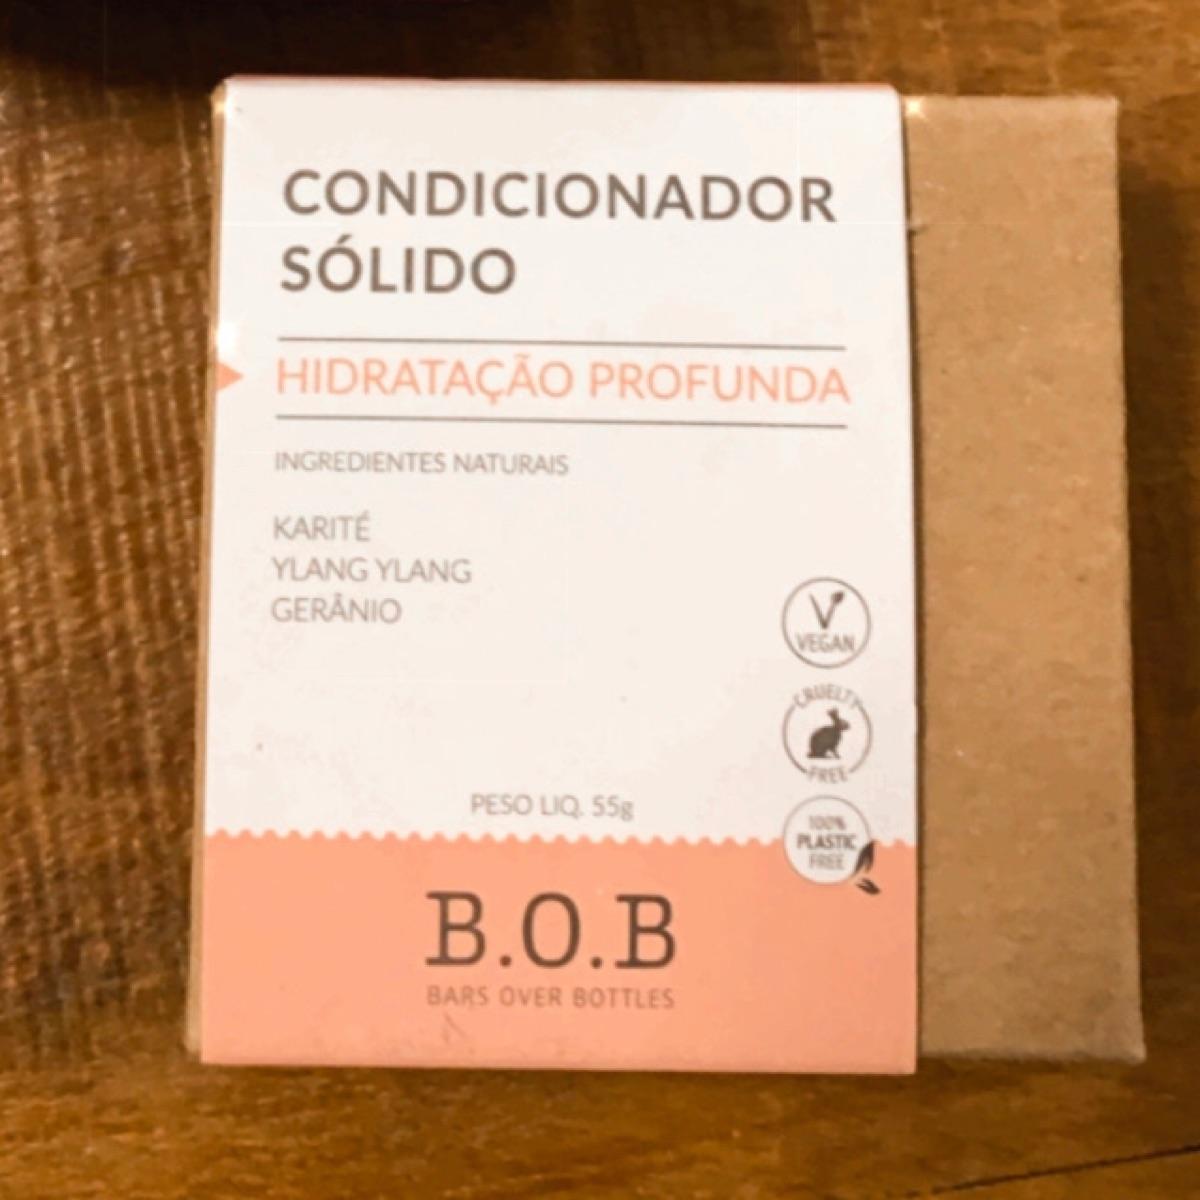 CONDICIONADOR
SÓLIDO
HIDRATAÇÃO PROFUNDA
INGREDIENTES NATURAIS
KARITÉ
YLANG YLANG
GERÂNIO
VEGAN
CRUELTY
FREE
PESO LIQ. 55g
100%
PLASTIC
FREE
B.O.B
BARS OVER BOTTLES